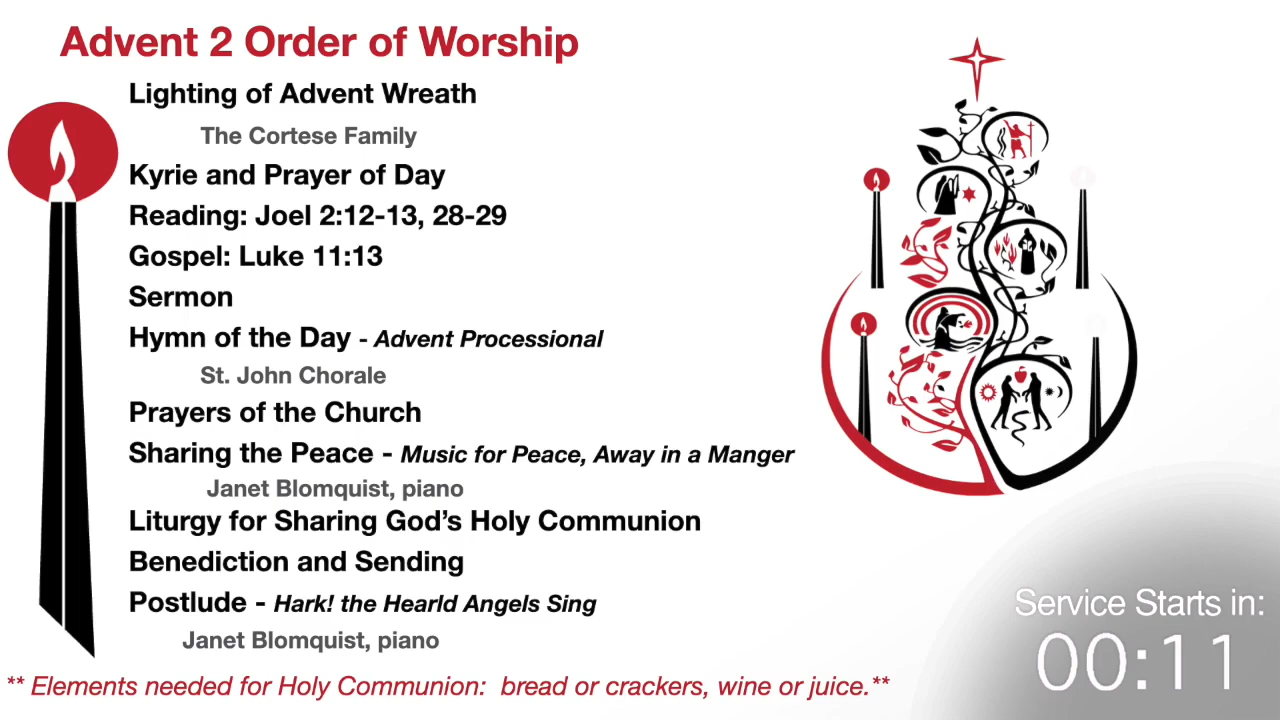 Advent 2 Order of Worship
Lighting of Advent Wreath
The Cortese Family
Kyrie and Prayer of Day
Reading: Joel 2:12-13, 28-29
Gospel: Luke 11:13
Sermon
Hymn of the Day - Advent Processional
St. John Chorale
Prayers of the Church
Sharing the Peace - Music for Peace, Away in a Manger
Janet Blomquist, piano
Liturgy for Sharing God’s Holy Communion
Benediction and Sending
Postlude - Hark! the Hearld Angels Sing
Janet Blomquist, piano
** Elements needed for Holy Communion: bread or crackers, wine or juice.**
Service Starts in:
00:11